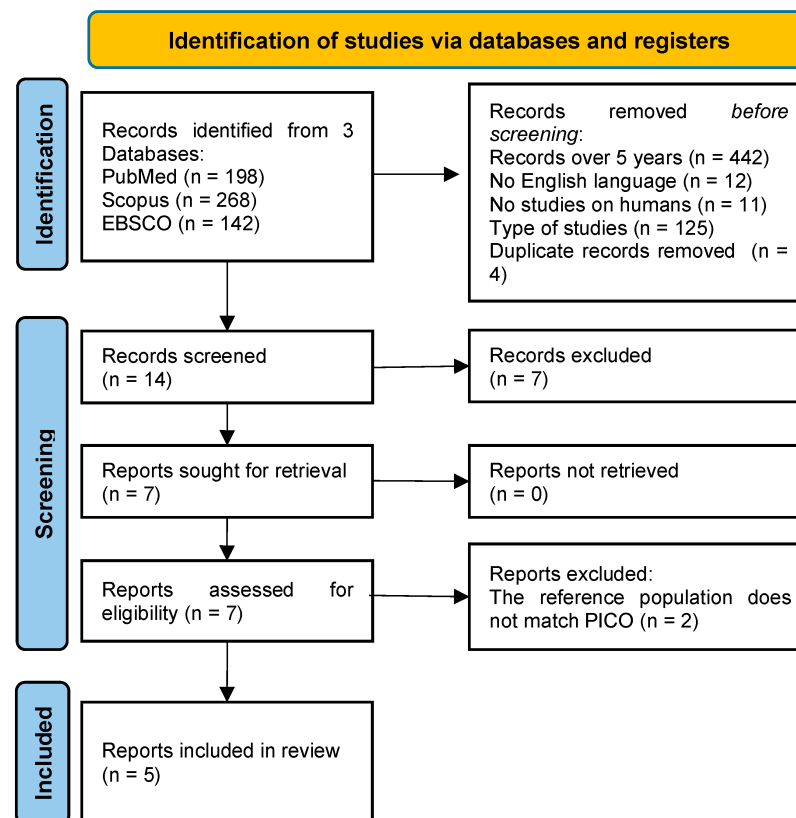 Identification of studies via databases and registers
Identification
Records identified from 3
Databases:
PubMed (n = 198)
Scopus (n = 268)
EBSCO (n = 142)
Records removed before
screening:
Records over 5 years (n = 442)
No English language (n = 12)
No studies on humans (n = 11)
Type of studies (n = 125)
Duplicate records removed (n =
4)
Screening
Records screened
(n = 14)
Records excluded
(n = 7)
Reports sought for retrieval
(n = 7)
Reports not retrieved
(n = 0)
Reports assessed for
eligibility (n = 7)
Reports excluded:
The reference population does
not match PICO (n = 2)
Included
Reports included in review
(n = 5)